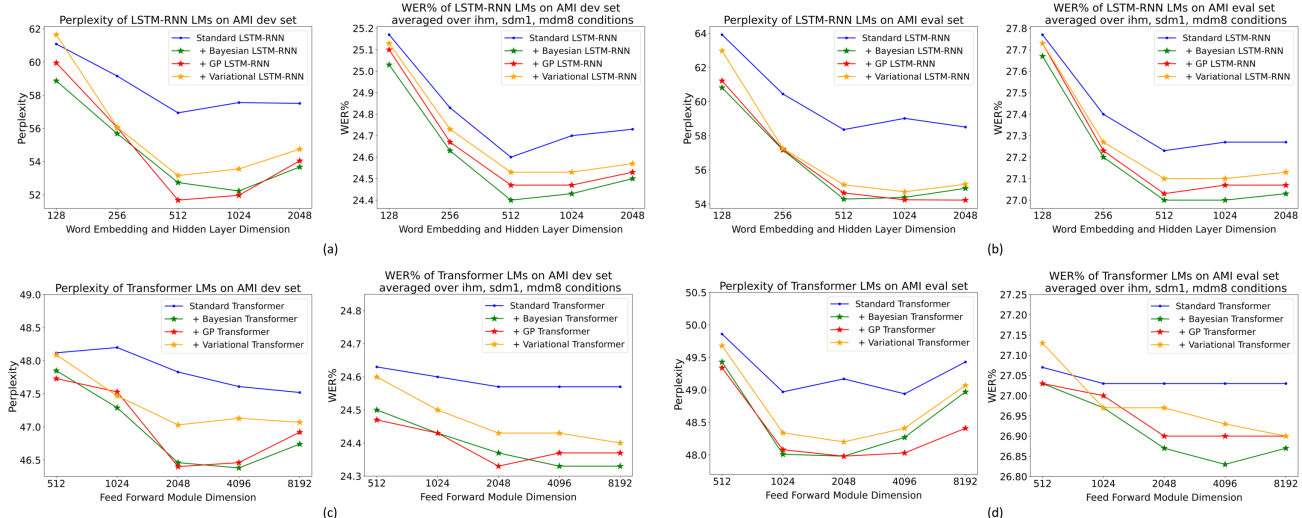 Perplexity of LSTM-RNN LMs on AMI dev set
62
60
58
56
54
52
Perplexity
Standard LSTM-RNN
+ Bayesian LSTM-RNN
+ GP LSTM-RNN
+ Variational LSTM-RNN
128 256 512 1024 2048
Word Embedding and Hidden Layer Dimension
WER% of LSTM-RNN LMs on AMI dev set
averaged over ihm, sdm1, mdm8 conditions
25.2
25.1
25.0
24.9
24.8
24.7
24.6
24.5
24.4
WER%
Standard LSTM-RNN
+ Bayesian LSTM-RNN
+ GP LSTM-RNN
+ Variational LSTM-RNN
128 256 512 1024 2048
Word Embedding and Hidden Layer Dimension
(a)
Perplexity of LSTM-RNN LMs on AMI eval set
64
62
60
58
56
54
Perplexity
Standard LSTM-RNN
+ Bayesian LSTM-RNN
+ GP LSTM-RNN
+ Variational LSTM-RNN
128 256 512 1024 2048
Word Embedding and Hidden Layer Dimension
WER% of LSTM-RNN LMs on AMI eval set
averaged over ihm, sdm1, mdm8 conditions
27.8
27.7
27.6
27.5
27.4
27.3
27.2
27.1
27.0
WER%
Standard LSTM-RNN
+ Bayesian LSTM-RNN
+ GP LSTM-RNN
+ Variational LSTM-RNN
128 256 512 1024 2048
Word Embedding and Hidden Layer Dimension
(b)
Perplexity of Transformer LMs on AMI dev set
49.0
48.5
48.0
47.5
47.0
46.5
Perplexity
Standard Transformer
+ Bayesian Transformer
+ GP Transformer
+ Variational Transformer
512 1024 2048 4096 8192
Feed Forward Module Dimension
WER% of Transformer LMs on AMI dev set
averaged over ihm, sdm1, mdm8 conditions
24.8
24.7
24.6
24.5
24.4
24.3
WER%
Standard Transformer
+ Bayesian Transformer
+ GP Transformer
+ Variational Transformer
512 1024 2048 4096 8192
Feed Forward Module Dimension
(c)
Perplexity of Transformer LMs on AMI eval set
50.5
50.0
49.5
49.0
48.5
48.0
Perplexity
Standard Transformer
+ Bayesian Transformer
+ GP Transformer
+ Variational Transformer
512 1024 2048 4096 8192
Feed Forward Module Dimension
WER% of Transformer LMs on AMI eval set
averaged over ihm, sdm1, mdm8 conditions
27.25
27.20
27.15
27.10
27.05
27.00
26.95
26.90
26.85
26.80
WER%
Standard Transformer
+ Bayesian Transformer
+ GP Transformer
+ Variational Transformer
512 1024 2048 4096 8192
Feed Forward Module Dimension
(d)